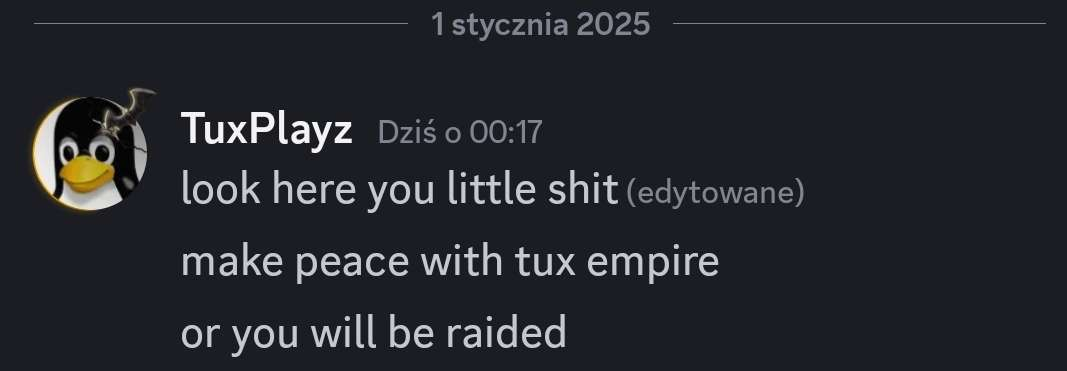 1 stycznia 2025
TuxPlayz Dziś o 00:17
look here you little shit (edytowane)
make peace with tux empire
or you will be raided